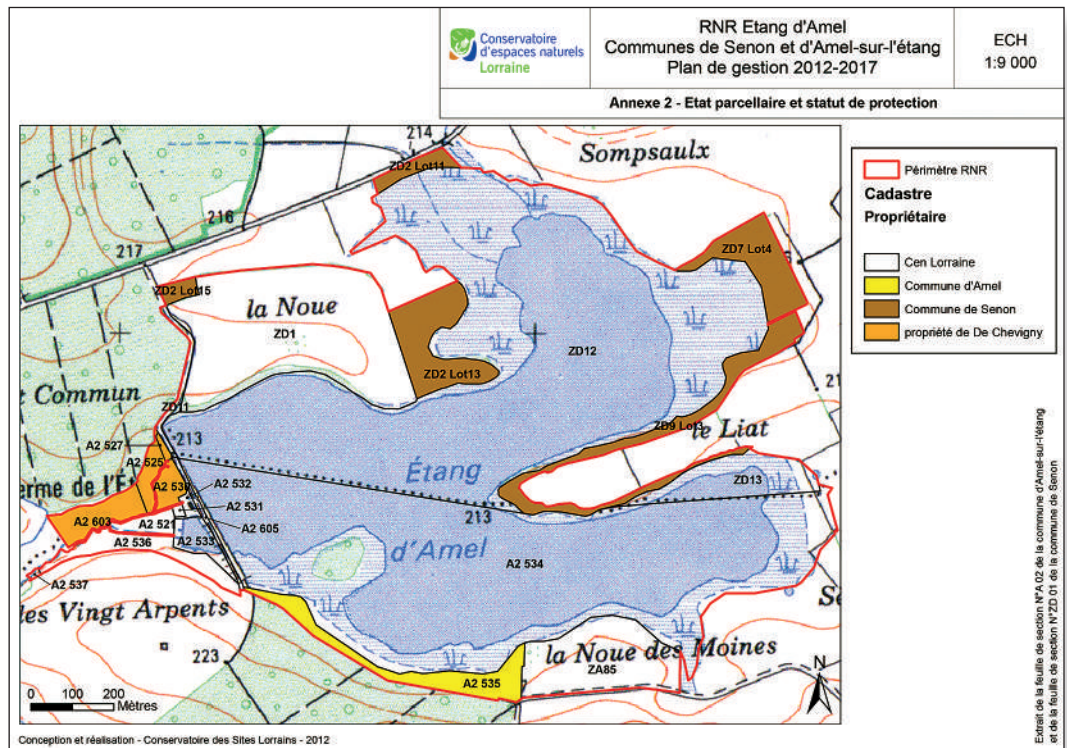 Conservatoire
d'espaces naturels
Lorraine
RNR Etang d'Amel
Communes de Senon et d'Amel-sur-l'étang
Plan de gestion 2012-2017
ECH
1:9 000
Annexe 2 - Etat parcellaire et statut de protection
214
Sompsaulx
ZD2 Lot11
216
217
ZD7 Lot4
ZD2 Lot15
la Noue
ZD1
ZD12
ZD2 Lot13
Commun
ZD11
213
A2 527
A2 525
ZD9 Lot3
le Liat
Étang
erme de l'É
A2 530
A2 532
A2 531
ZD13
A2 603
A2 521
A2 605
213
A2 536
A2 533
d'Amel
A2 534
A2 537
les Vingt Arpents
223
la Noue des Moines
ZA85
A2 535
N
0 100 200
Mètres
Périmètre RNR
Cadastre
Propriétaire
Cen Lorraine
Commune d'Amel
Commune de Senon
propriété de De Chevigny
Extrait de la feuille de section N°A 02 de la commune d'Amel-sur-l'étang
et de la feuille de section N°ZD 01 de la commune de Senon
Conception et réalisation - Conservatoire des Sites Lorrains - 2012